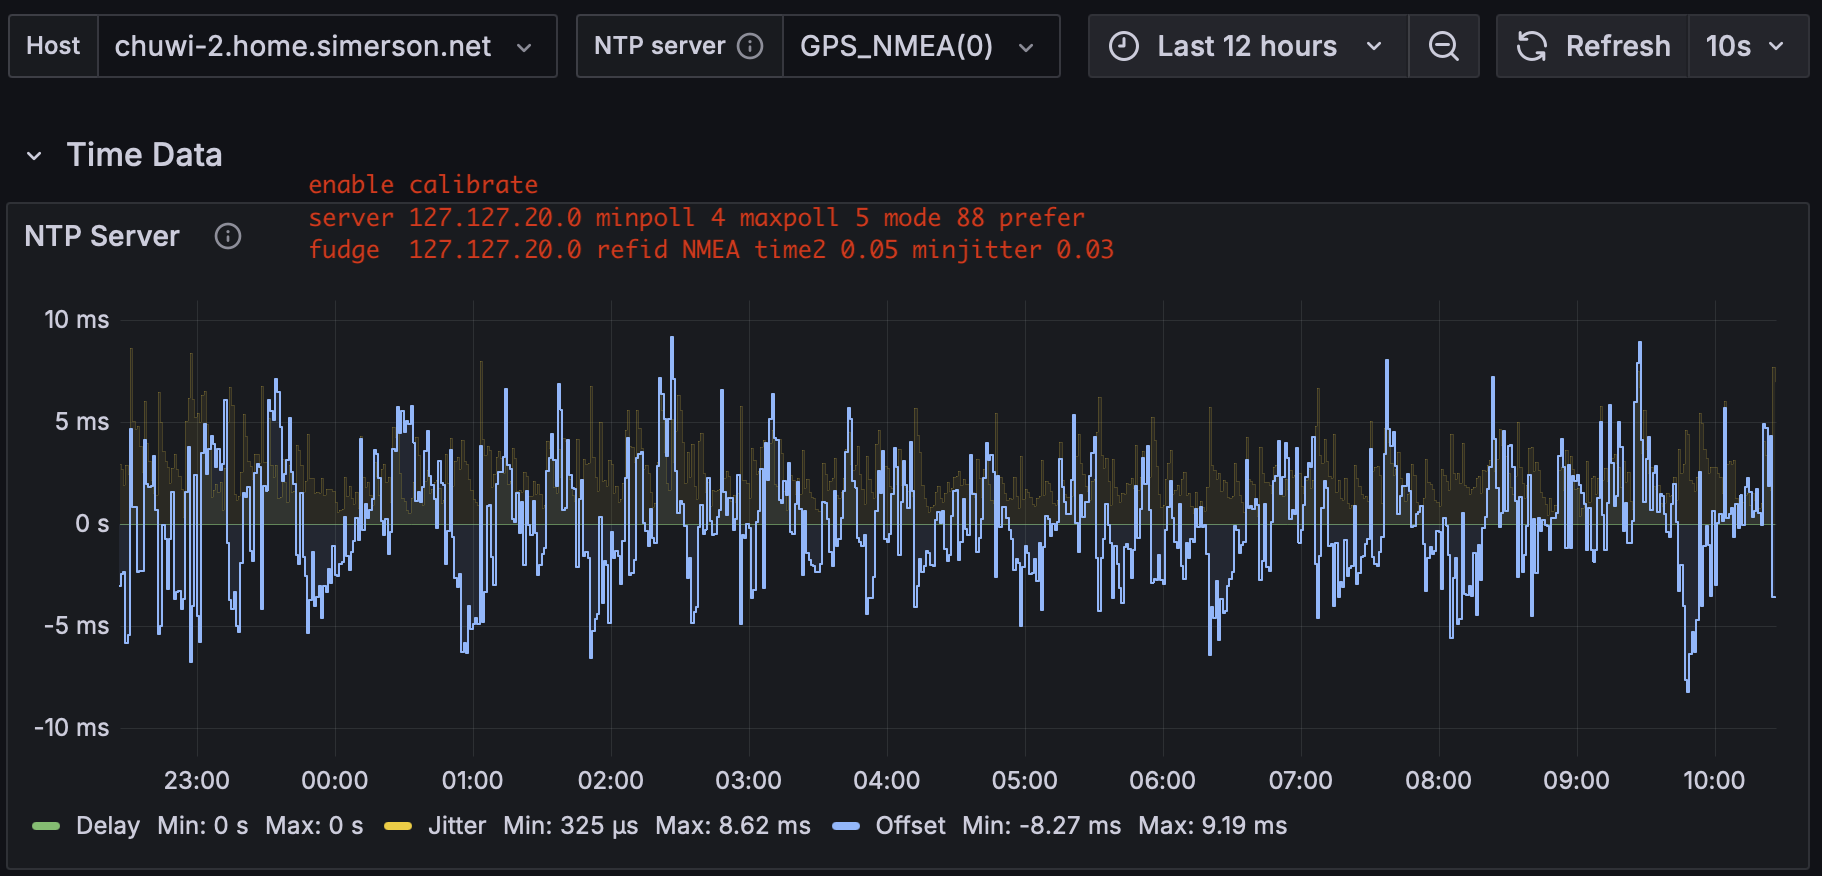 Host chuwi-2.home.simerson.net NTP server GPS_NMEA(0) Last 12 hours Refresh 10s
Time Data
enable calibrate
server 127.127.20.0 minpoll 4 maxpoll 5 mode 88 prefer
NTP Server
fudge 127.127.20.0 refid NMEA time2 0.05 minjitter 0.03
10 ms
5 ms
0 s
-5 ms
-10 ms
23:00 00:00 01:00 02:00 03:00 04:00 05:00 06:00 07:00 08:00 09:00 10:00
Delay Min: 0 s Max: 0 s Jitter Min: 325 µs Max: 8.62 ms Offset Min: -8.27 ms Max: 9.19 ms